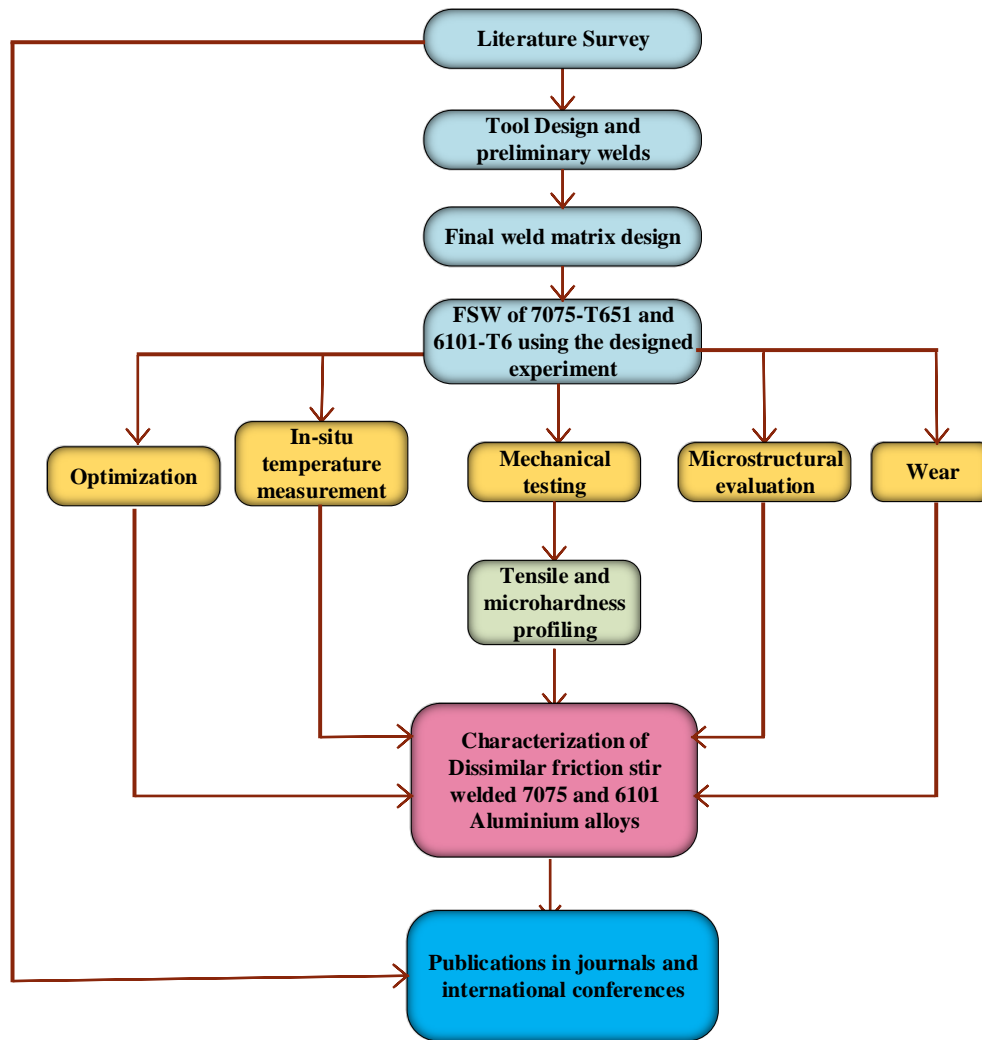 Literature Survey
Tool Design and
preliminary welds
Final weld matrix design
FSW of 7075-T651 and
6101-T6 using the designed
experiment
Optimization
In-situ
temperature
measurement
Mechanical
testing
Microstructural
evaluation
Wear
Tensile and
microhardness
profiling
Characterization of
Dissimilar friction stir
welded 7075 and 6101
Aluminium alloys
Publications in journals and
international conferences